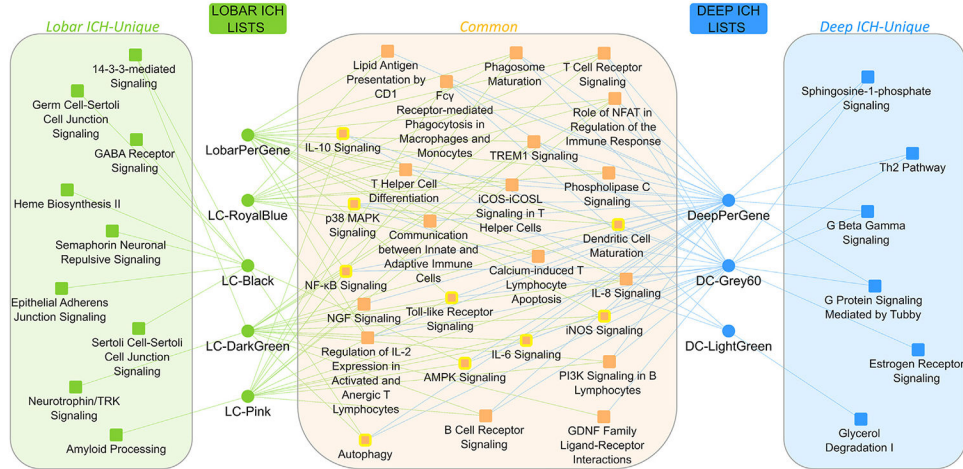 Lobar ICH-Unique
LOBAR ICH
LISTS
Common
DEEP ICH
LISTS
Deep ICH-Unique
14-3-3-mediated
Signaling
Germ Cell-Sertoli
Cell Junction
Signaling
GABA Receptor
Signaling
Heme Biosynthesis II
Semaphorin Neuronal
Repulsive Signaling
Epithelial Adherens
Junction Signaling
Sertoli Cell-Sertoli
Cell Junction
Signaling
Neurotrophin/TRK
Signaling
Amyloid Processing
LobarPerGene
LC-RoyalBlue
LC-Black
LC-DarkGreen
LC-Pink
Lipid Antigen
Presentation by
CD1
Phagosome
Maturation
T Cell Receptor
Signaling
Fcγ
Receptor-mediated
Phagocytosis in
Macrophages and
Monocytes
Role of NFAT in
Regulation of the
Immune Response
IL-10 Signaling
TREM1 Signaling
T Helper Cell
Differentiation
iCOS-iCOSL
Signaling in T
Helper Cells
Phospholipase C
Signaling
p38 MAPK
Signaling
Communication
between Innate and
Adaptive Immune
Cells
Dendritic Cell
Maturation
NF-κB Signaling
Calcium-induced T
Lymphocyte
Apoptosis
IL-8 Signaling
NGF Signaling
Toll-like Receptor
Signaling
iNOS Signaling
Regulation of IL-2
Expression in
Activated and
Anergic T
Lymphocytes
IL-6 Signaling
AMPK Signaling
PI3K Signaling in B
Lymphocytes
Autophagy
B Cell Receptor
Signaling
GDNF Family
Ligand-Receptor
Interactions
DeepPerGene
DC-Grey60
DC-LightGreen
Sphingosine-1-phosphate
Signaling
Th2 Pathway
G Beta Gamma
Signaling
G Protein Signaling
Mediated by Tubby
Estrogen Receptor
Signaling
Glycerol
Degradation I